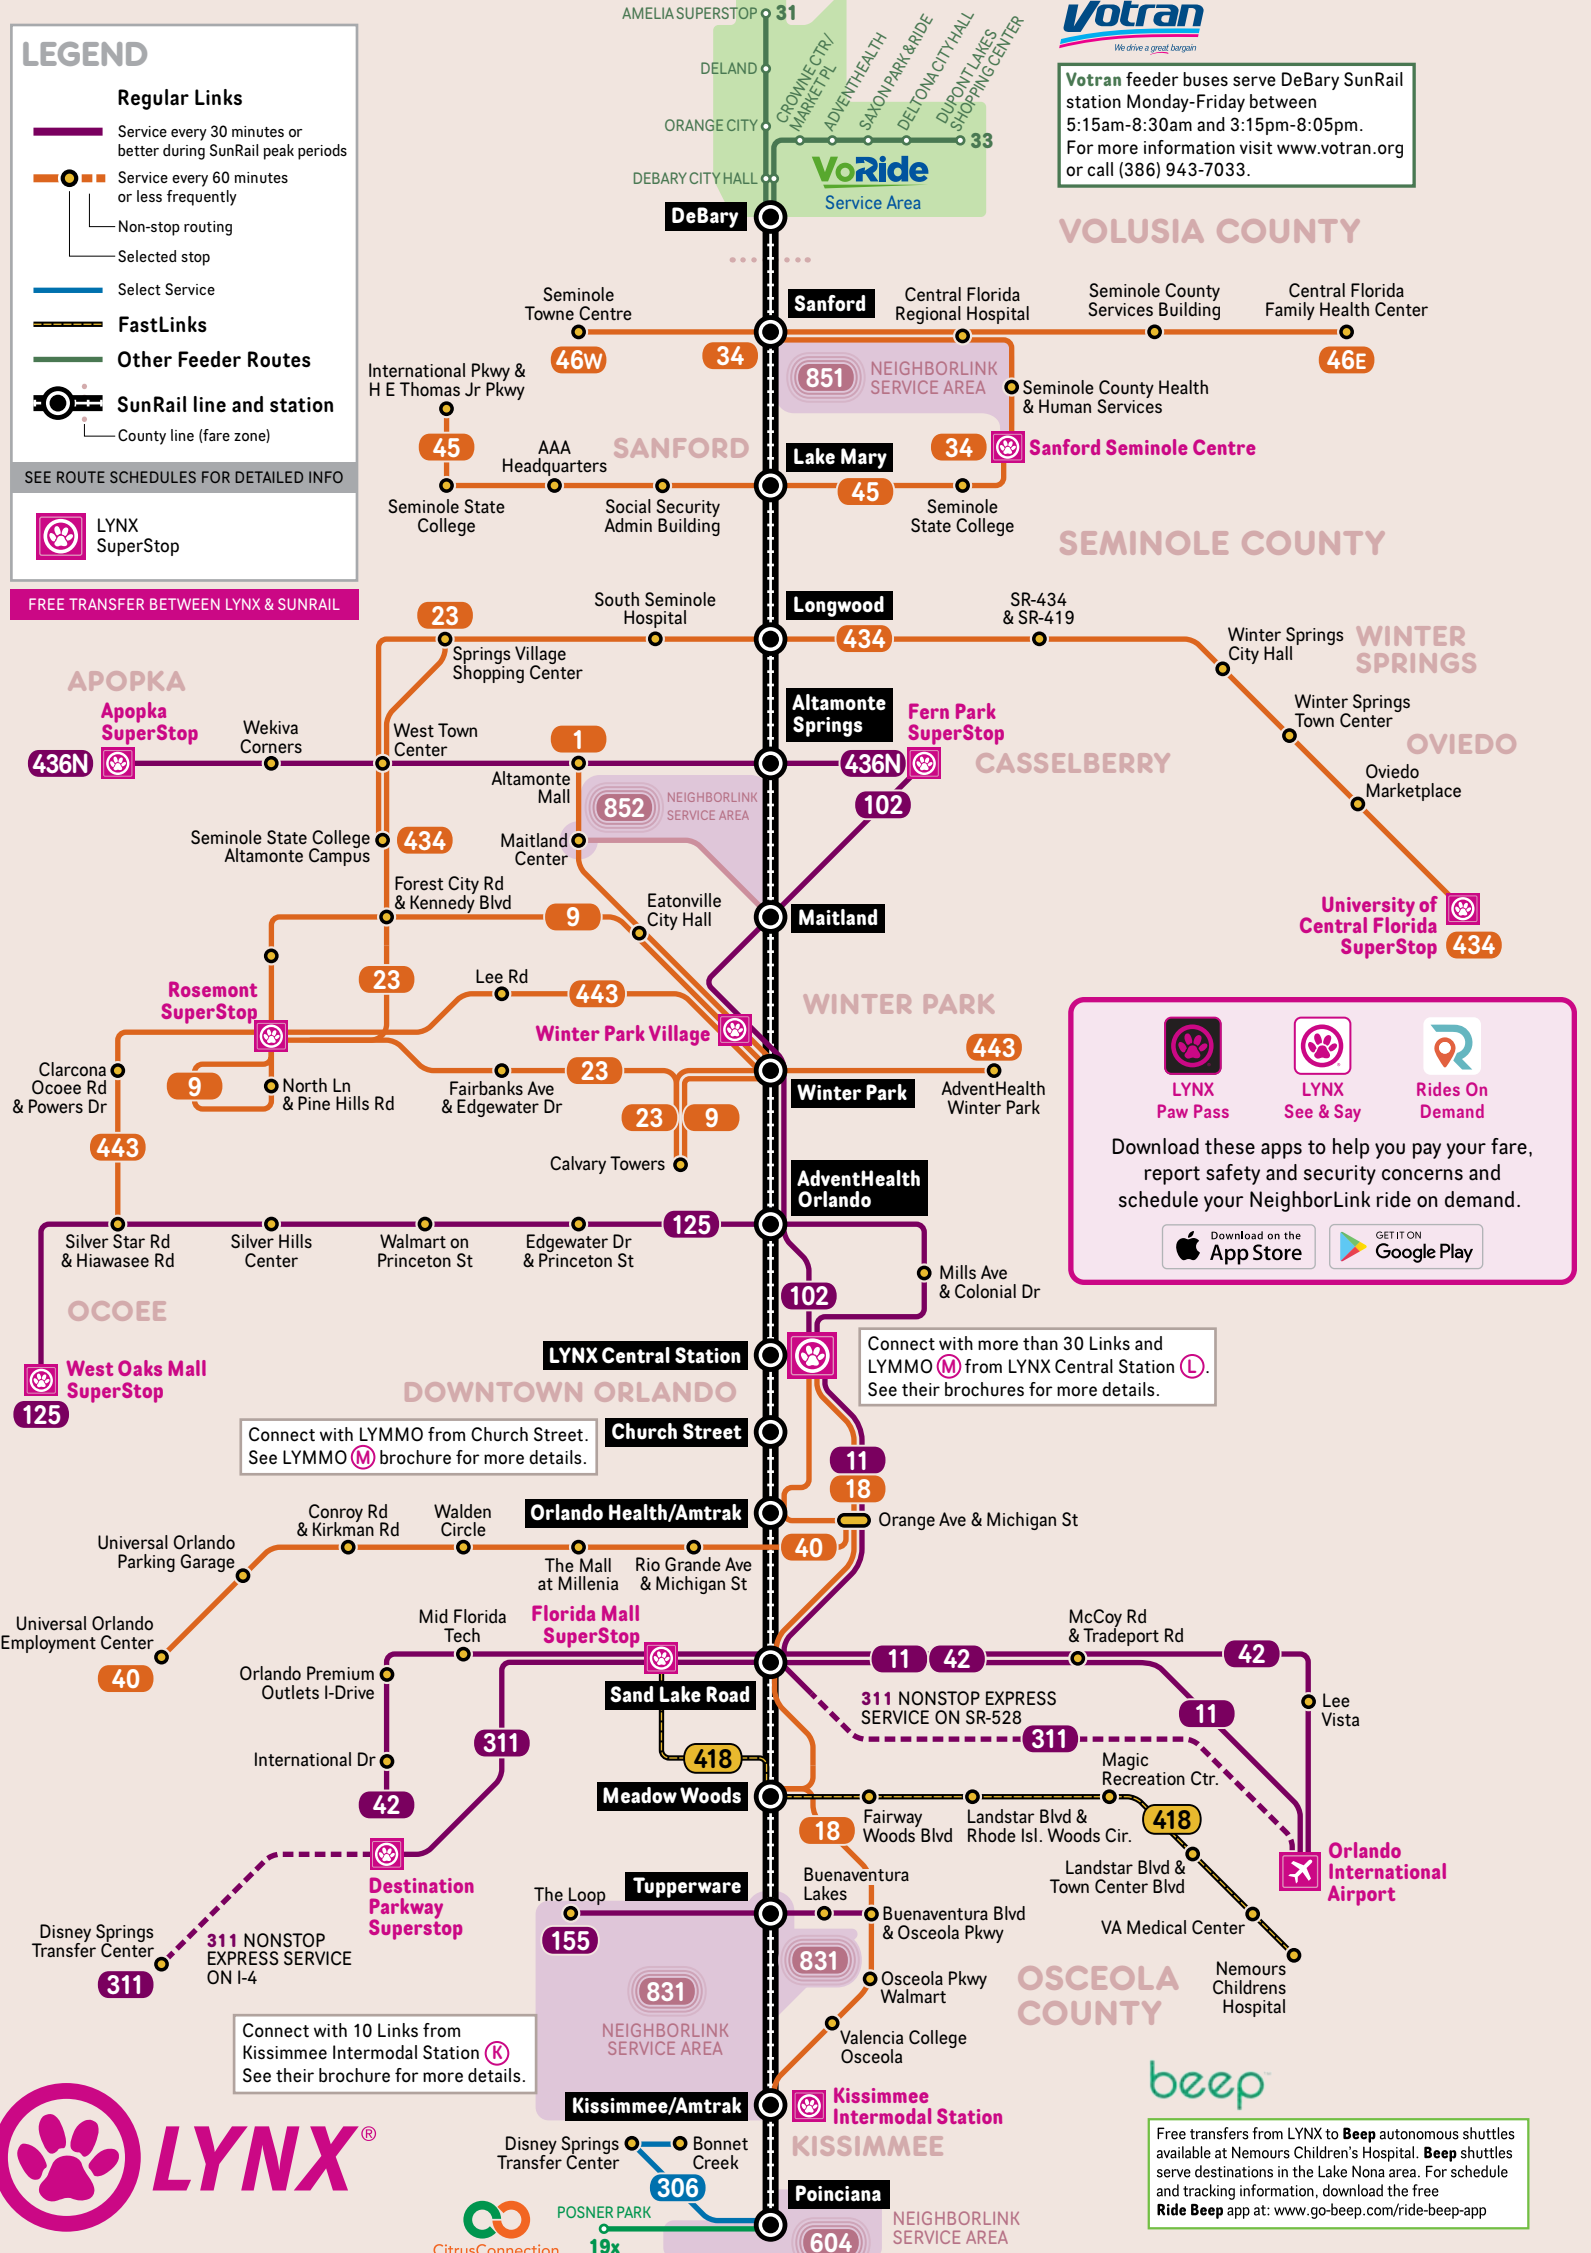 LEGEND
Regular Links
Service every 30 minutes or
better during SunRail peak periods
Service every 60 minutes
or less frequently
Non-stop routing
Selected stop
Select Service
FastLinks
Other Feeder Routes
SunRail line and station
County line (fare zone)
SEE ROUTE SCHEDULES FOR DETAILED INFO
LYNX
SuperStop
FREE TRANSFER BETWEEN LYNX & SUNRAIL
AMELIA SUPERSTOP
31
DELAND
ORANGE CITY
DEBARY CITY HALL
CROWNE CTR/
MARKET PL
ADVENTHEALTH
SAXON PARK & RIDE
DELTONA CITY HALL
DUPONT LAKES
SHOPPING CENTER
33
VoRide
Service Area
DeBary
Votran
We drive a great bargain
Votran feeder buses serve DeBary SunRail
station Monday-Friday between
5:15am-8:30am and 3:15pm-8:05pm.
For more information visit www.votran.org
or call (386) 943-7033.
VOLUSIA COUNTY
Seminole
Towne Centre
46W
34
Sanford
Central Florida
Regional Hospital
Seminole County
Services Building
Central Florida
Family Health Center
46E
851
NEIGHBORLINK
SERVICE AREA
Seminole County Health
& Human Services
International Pkwy &
H E Thomas Jr Pkwy
45
AAA
Headquarters
SANFORD
Lake Mary
34
Sanford Seminole Centre
45
Seminole State
College
Social Security
Admin Building
Seminole
State College
SEMINOLE COUNTY
23
South Seminole
Hospital
Longwood
434
SR-434
& SR-419
Winter Springs
City Hall
WINTER
SPRINGS
Springs Village
Shopping Center
Winter Springs
Town Center
OVIEDO
Oviedo
Marketplace
APOPKA
Apopka
SuperStop
436N
Wekiva
Corners
West Town
Center
1
Altamonte
Mall
Altamonte
Springs
Fern Park
SuperStop
436N
CASSELBERRY
102
852
NEIGHBORLINK
SERVICE AREA
Seminole State College
Altamonte Campus
434
Maitland
Center
Forest City Rd
& Kennedy Blvd
9
Eatonville
City Hall
Maitland
University of
Central Florida
SuperStop
434
23
Rosemont
SuperStop
Lee Rd
443
Winter Park Village
WINTER PARK
443
Clarcona
Ocoee Rd
& Powers Dr
9
North Ln
& Pine Hills Rd
Fairbanks Ave
& Edgewater Dr
23
Winter Park
AdventHealth
Winter Park
23
9
443
Calvary Towers
AdventHealth
Orlando
LYNX
Paw Pass
LYNX
See & Say
Rides On
Demand
Download these apps to help you pay your fare,
report safety and security concerns and
schedule your NeighborLink ride on demand.
Download on the
App Store
GET IT ON
Google Play
125
Silver Star Rd
& Hiawasee Rd
Silver Hills
Center
Walmart on
Princeton St
Edgewater Dr
& Princeton St
Mills Ave
& Colonial Dr
102
OCOEE
West Oaks Mall
SuperStop
125
LYNX Central Station
Connect with more than 30 Links and
LYMMO M from LYNX Central Station L.
See their brochures for more details.
DOWNTOWN ORLANDO
Connect with LYMMO from Church Street.
See LYMMO M brochure for more details.
Church Street
11
18
Universal Orlando
Parking Garage
Conroy Rd
& Kirkman Rd
Walden
Circle
Orlando Health/Amtrak
Orange Ave & Michigan St
40
The Mall
at Millenia
Rio Grande Ave
& Michigan St
Universal Orlando
Employment Center
40
Mid Florida
Tech
Florida Mall
SuperStop
McCoy Rd
& Tradeport Rd
Orlando Premium
Outlets I-Drive
11
42
42
Sand Lake Road
311 NONSTOP EXPRESS
SERVICE ON SR-528
311
11
Lee
Vista
311
418
International Dr
42
Meadow Woods
Magic
Recreation Ctr.
18
Fairway
Woods Blvd
Landstar Blvd &
Rhode Isl. Woods Cir.
418
Landstar Blvd &
Town Center Blvd
Orlando
International
Airport
Destination
Parkway
Superstop
The Loop
Tupperware
Buenaventura
Lakes
Buenaventura Blvd
& Osceola Pkwy
VA Medical Center
Disney Springs
Transfer Center
311
311 NONSTOP
EXPRESS SERVICE
ON I-4
155
831
Osceola Pkwy
Walmart
OSCEOLA
COUNTY
Nemours
Childrens
Hospital
831
NEIGHBORLINK
SERVICE AREA
Valencia College
Osceola
Connect with 10 Links from
Kissimmee Intermodal Station K
See their brochure for more details.
Kissimmee/Amtrak
Kissimmee
Intermodal Station
KISSIMMEE
LYNX®
Disney Springs
Transfer Center
Bonnet
Creek
306
Poinciana
POSNER PARK
19x
CitrusConnection
604
NEIGHBORLINK
SERVICE AREA
beep
Free transfers from LYNX to Beep autonomous shuttles
available at Nemours Children's Hospital. Beep shuttles
serve destinations in the Lake Nona area. For schedule
and tracking information, download the free
Ride Beep app at: www.go-beep.com/ride-beep-app